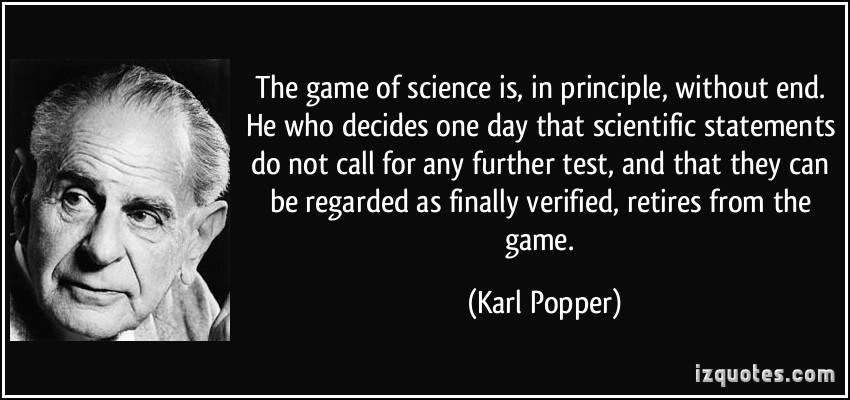 The game of science is, in principle, without end.
He who decides one day that scientific statements
do not call for any further test, and that they can
be regarded as finally verified, retires from the
game.
(Karl Popper)
izquotes.com